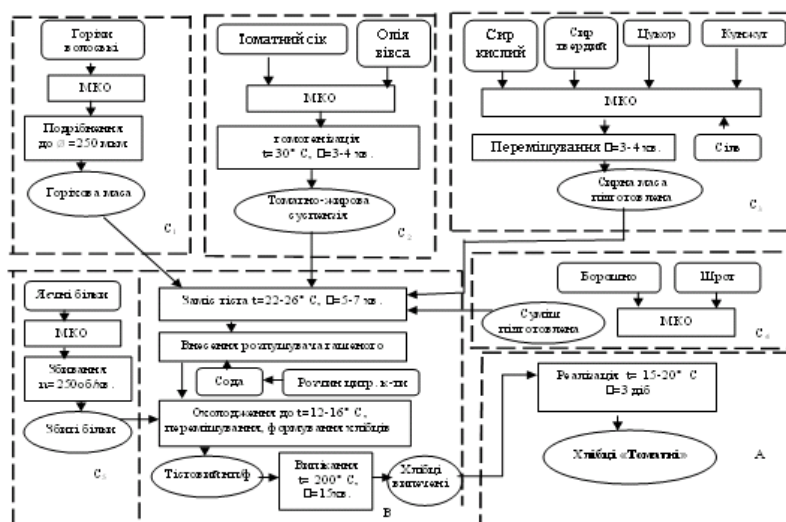 Горіхи
волоські
МКО
Подрібнення
до ∅=250 мкм
Горіхова маса
С₁
Томатний сік
Олія
вівса
МКО
гомогенізація
t=30° С, □=3-4 хв.
Томатно-жирова
суспензія
С₂
Сир
кислий
Сир
твердий
Цукор
Кунжут
МКО
Перемішування □=3-4 хв.
Сіль
Сирна маса
підготовлена
С₃
Яєчні білки
МКО
Збивання
n=250об/хв.
Збиті білки
С₅
Заміс тіста t=22-26° С, □=5-7 хв.
Внесення розпушувача гашеного
Сода
Розчин цитр. к-ти
Охолодження до t=12-16° С,
перемішування, формування хлібців
Тістовий нп/ф
Випікання
t= 200° С,
□=15хв.
Хлібці
випечені
В
Борошно
Шрот
Суміш
підготовлена
МКО
С₄
Реалізація t= 15-20° С
□=3 діб
Хлібці «Томатні»
А